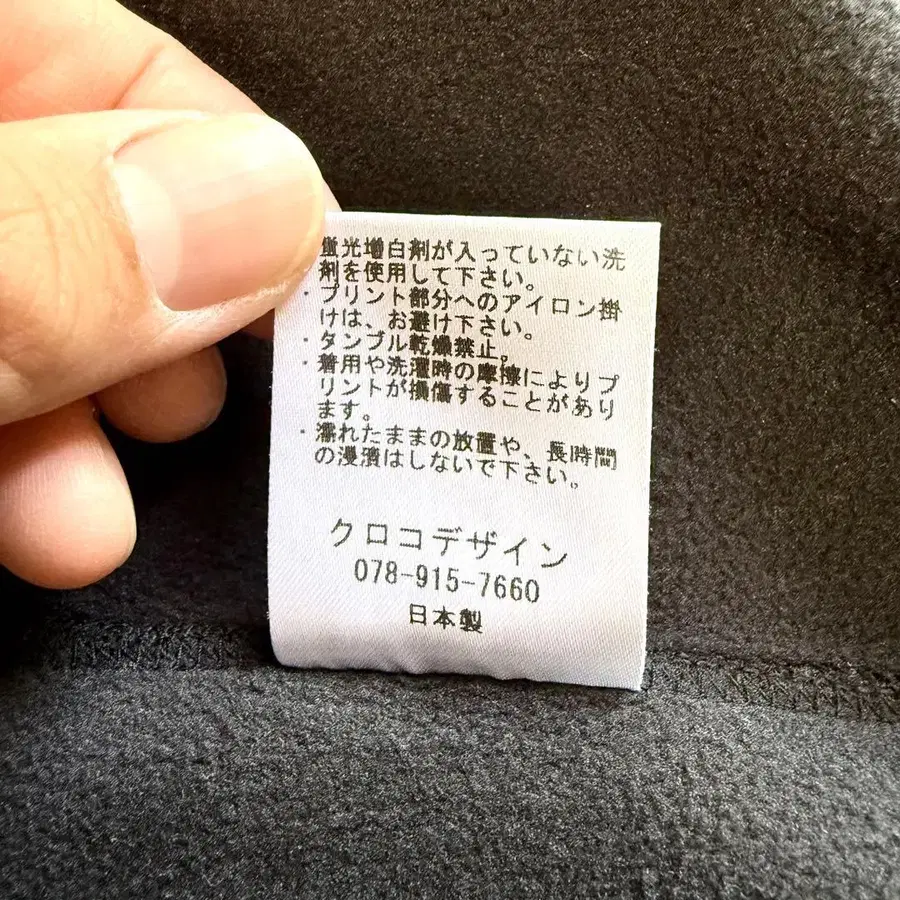 蛍光増白剤が入っていない洗
剤を使用して下さい。
・プリント部分へのアイロン掛
けは、お避け下さい。
・タンブル乾燥禁止。
・着用や洗濯時の摩擦によりプ
リントが損傷することがあり
ます。
・濡れたままの放置や、長時間
の浸漬はしないで下さい。
クロコデザイン
078-915-7660
日本製